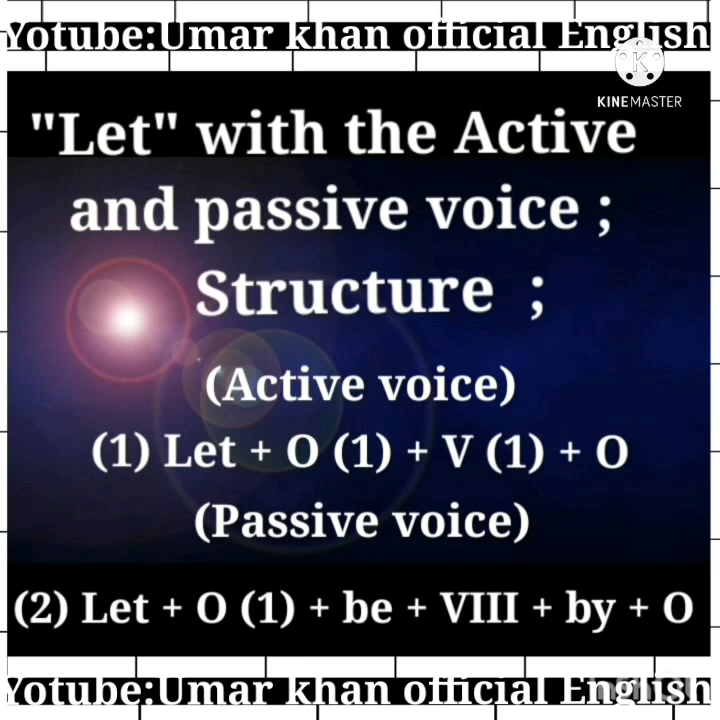 Yotube:Umar khan official English
KINEMASTER
"Let" with the Active
and passive voice ;
Structure ;
(Active voice)
(1) Let + O (1) + V (1) + O
(Passive voice)
(2) Let + O (1) + be + VIII + by + O
Yotube:Umar khan official English